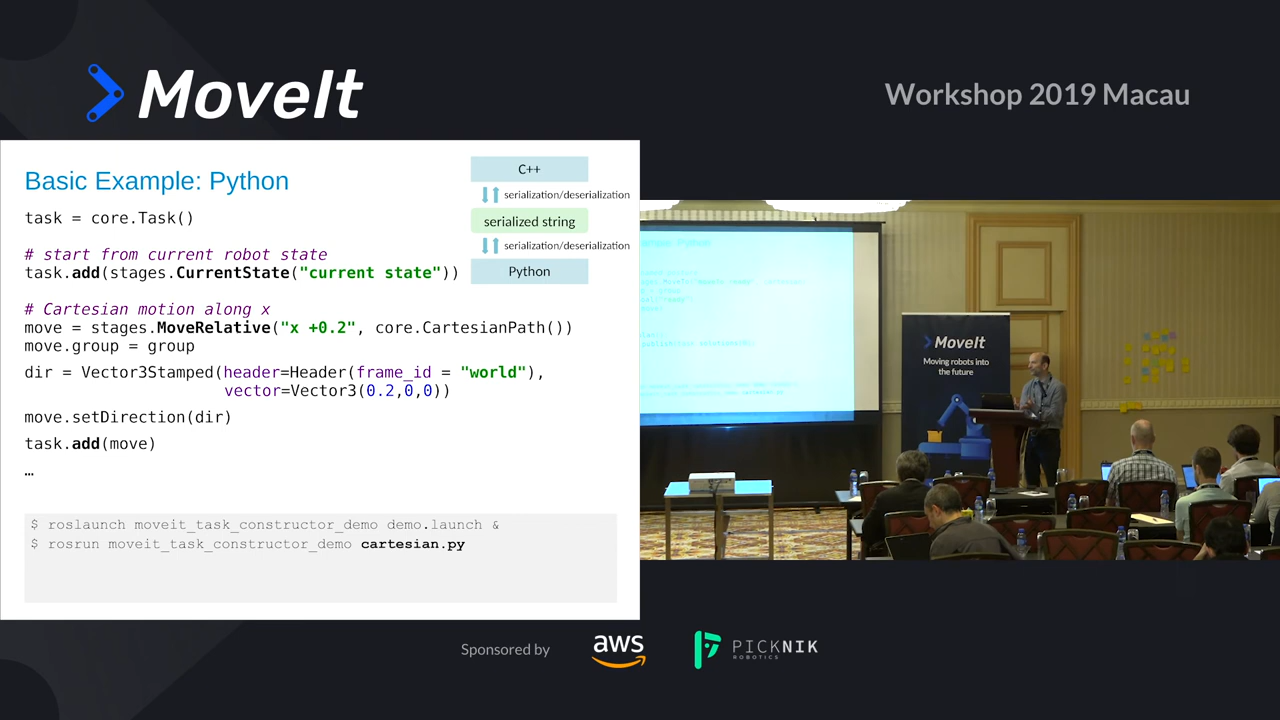 MoveIt
Workshop 2019 Macau
Basic Example: Python
C++
serialization/deserialization
serialized string
serialization/deserialization
Python
task = core.Task()
# start from current robot state
task.add(stages.CurrentState("current state"))
# Cartesian motion along x
move = stages.MoveRelative("x +0.2", core.CartesianPath())
move.group = group
dir = Vector3Stamped(header=Header(frame_id = "world"),
vector=Vector3(0.2,0,0))
move.setDirection(dir)
task.add(move)
…
$ roslaunch moveit_task_constructor_demo demo.launch &
$ rosrun moveit_task_constructor_demo cartesian.py
MoveIt
Moving robots into
the future
Sponsored by
aws
PICKNIK
ROBOTICS